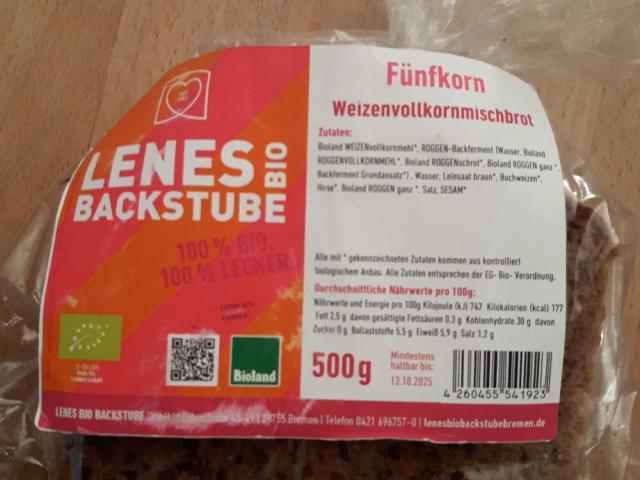 LENES
BIO
BACKSTUBE
100 % BIO.
100 % LECKER.
Fünfkorn
Weizenvollkornmischbrot
Zutaten:
Bioland WEIZENvollkornmehl*, ROGGEN-Backferment (Wasser, Bioland
ROGGENVOLLKORNMEHL*, Bioland ROGGENschrot*, Bioland ROGGEN ganz *,
Backferment Grundansatz*) , Wasser, Leinsaat braun*, Buchweizen*,
Hirse*, Bioland ROGGEN ganz *, Salz, SESAM*
Alle mit * gekennzeichneten Zutaten kommen aus kontrolliert
biologischem Anbau. Alle Zutaten entsprechen der EG- Bio- Verordnung.
Durchschnittliche Nährwerte pro 100g:
Nährwerte und Energie pro 100g Kilojoule (kJ) 747 Kilokalorien (kcal) 177
Fett 2,5 g davon gesättigte Fettsäuren 0,3 g Kohlenhydrate 30 g davon
Zucker 0 g Ballaststoffe 5,5 g Eiweiß 5,9 g Salz 1,2 g
Bioland
500g
Mindestens
haltbar bis:
13.10.2025
4 260455 541923
LENES BIO BACKSTUBE GmbH 45-49 | 28755 Bremen | Telefon 0421 696757-0 | lenesbiobackstubebremen.de